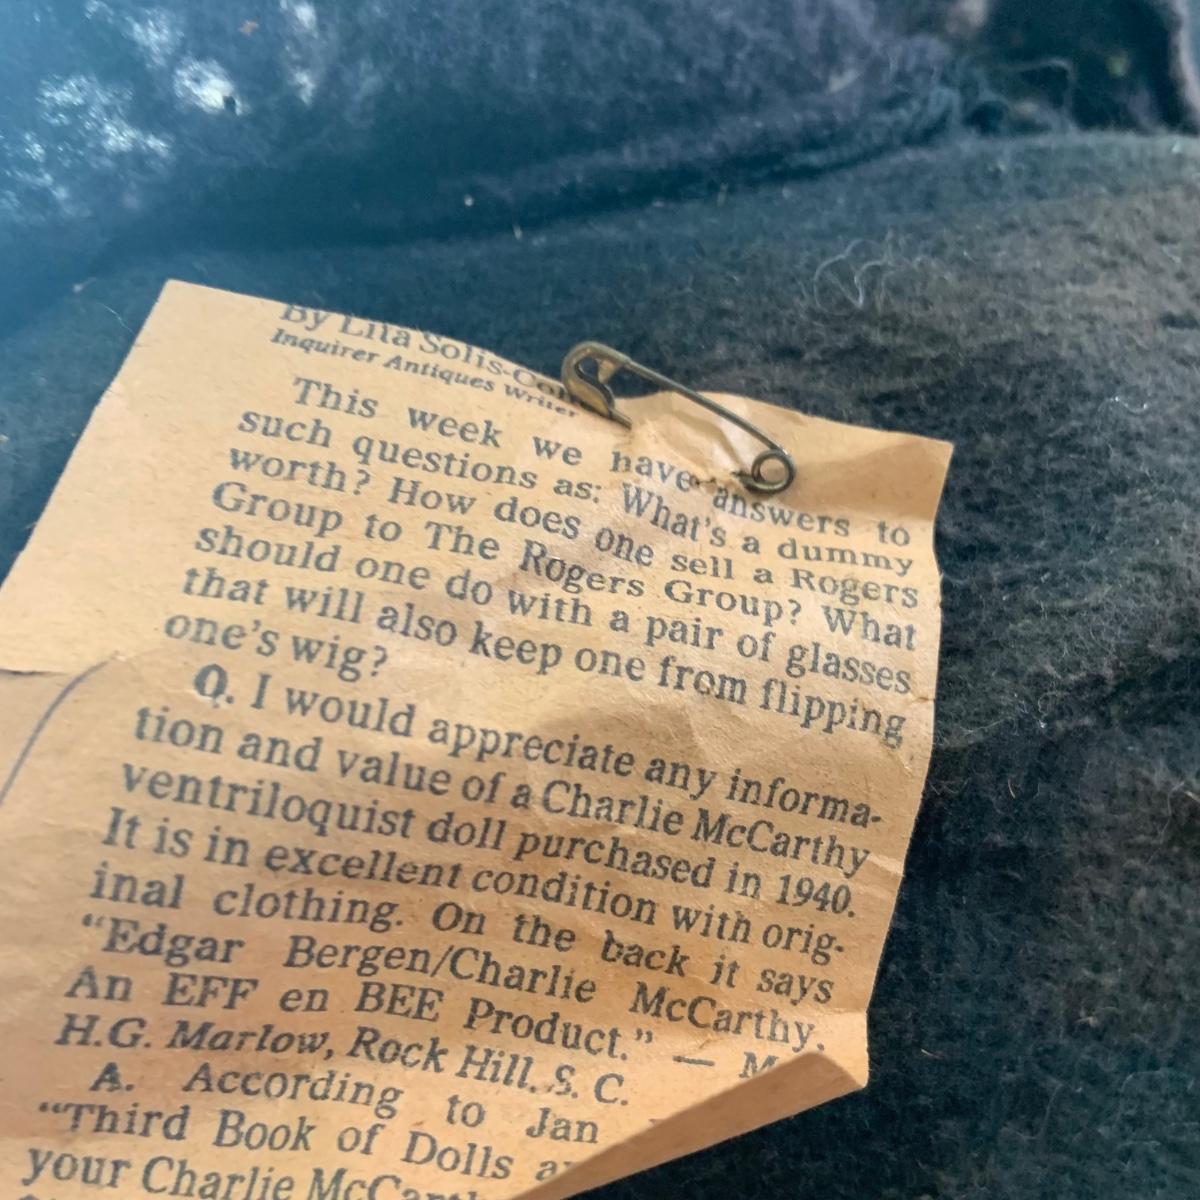 By Lita Solis-Co
Inquirer Antiques Writer
This week we have answers to
such questions as: What's a dummy
worth? How does one sell a Rogers
Group to The Rogers Group? What
should one do with a pair of glasses
that will also keep one from flipping
one's wig?
Q. I would appreciate any informa-
tion and value of a Charlie McCarthy
ventriloquist doll purchased in 1940.
It is in excellent condition with orig-
inal clothing. On the back it says
“Edgar Bergen/Charlie McCarthy.
An EFF en BEE Product.” —
H.G. Marlow, Rock Hill, S. C.
A. According to Jan
“Third Book of Dolls
your Charlie